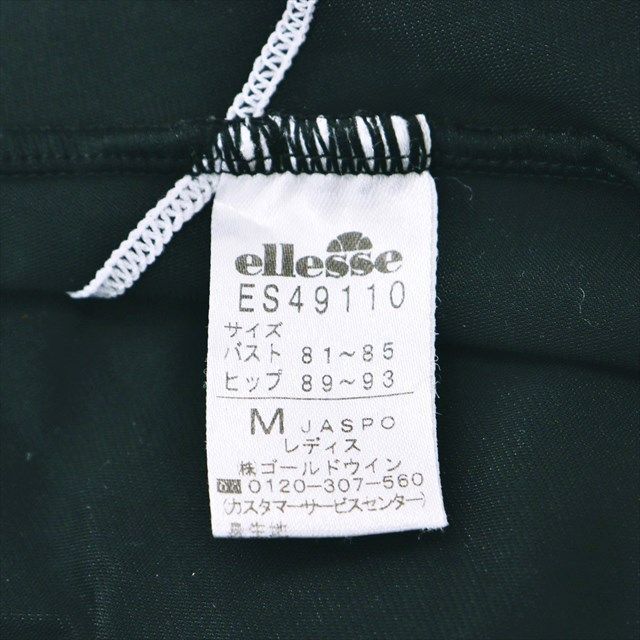 ellesse
ES49110
サイズ
バスト 81~85
ヒップ 89~93
M JASPO
レディス
株ゴールドウイン
0120-307-560
(カスタマーサービスセンター)